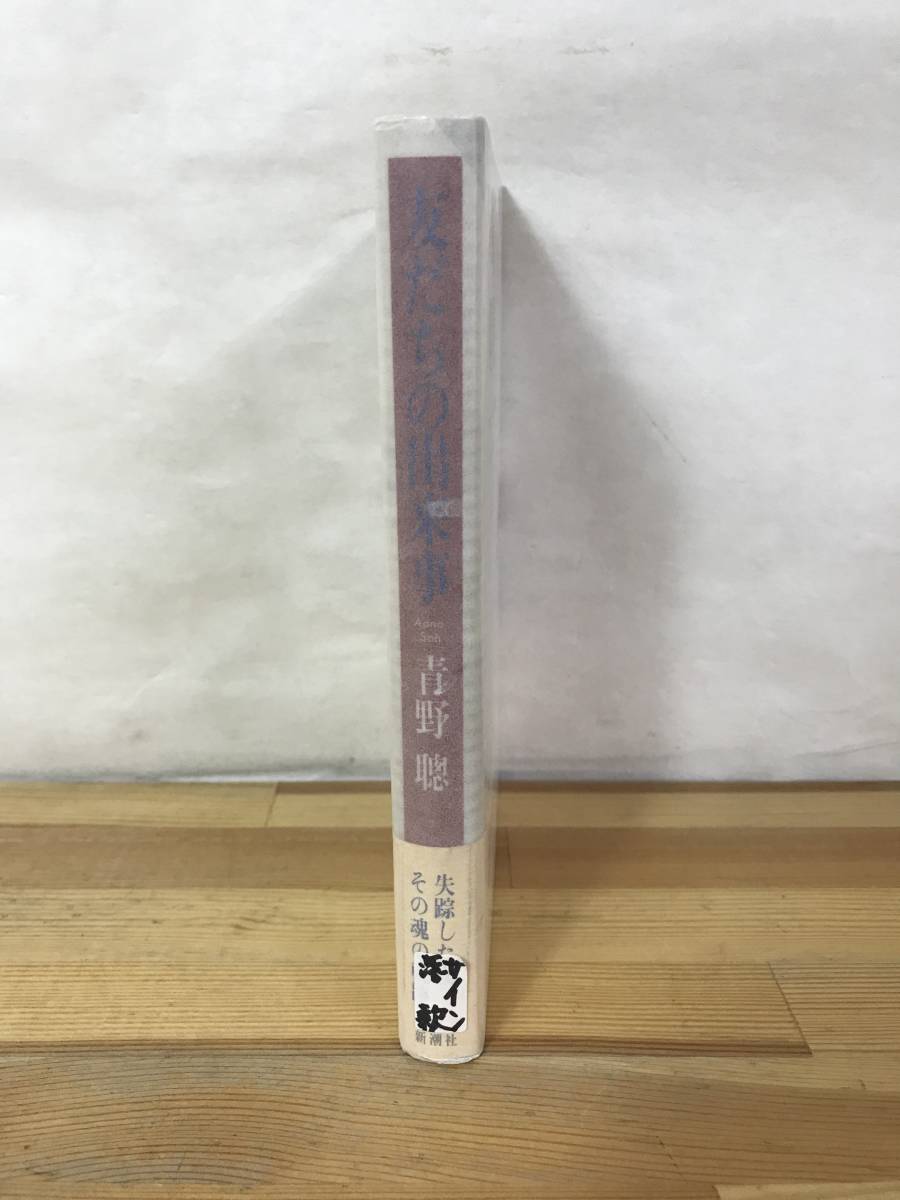 友だちの出来事
Aono
Soh
青野 聰
失踪した
その魂の
サイン
献
新潮社